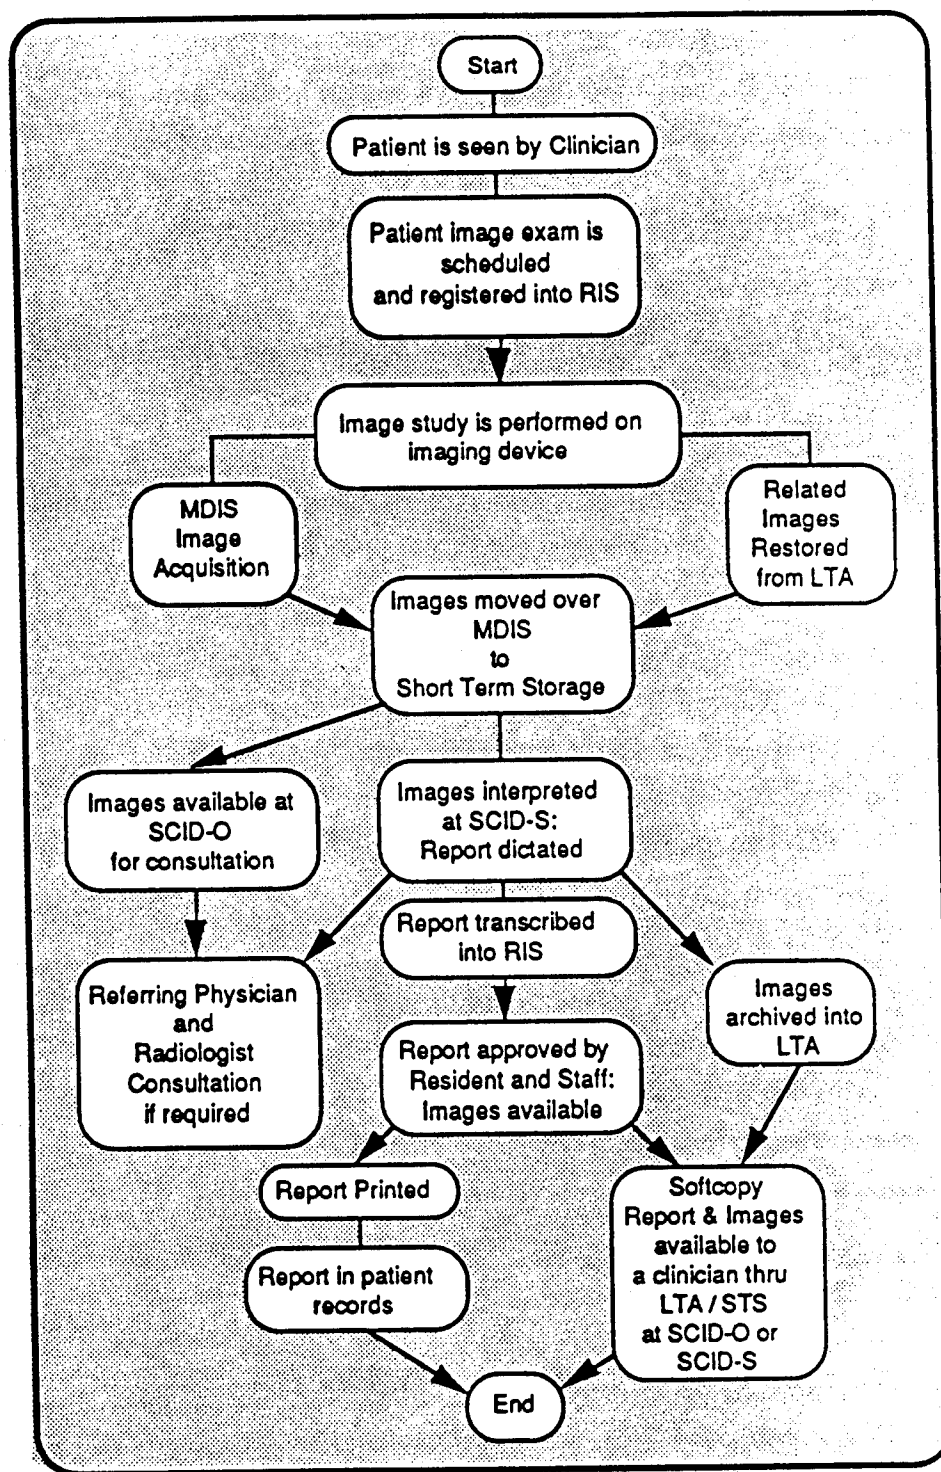 Start
Patient is seen by Clinician
Patient image exam is
scheduled
and registered into RIS
Image study is performed on
imaging device
MDIS
Image
Acquisition
Related
Images
Restored
from LTA
Images moved over
MDIS
to
Short Term Storage
Images available at
SCID-O
for consultation
Images interpreted
at SCID-S:
Report dictated
Report transcribed
into RIS
Referring Physician
and
Radiologist
Consultation
if required
Images
archived into
LTA
Report approved by
Resident and Staff:
Images available
Report Printed
Softcopy
Report & Images
available to
a clinician thru
LTA / STS
at SCID-O or
SCID-S
Report in patient
records
End